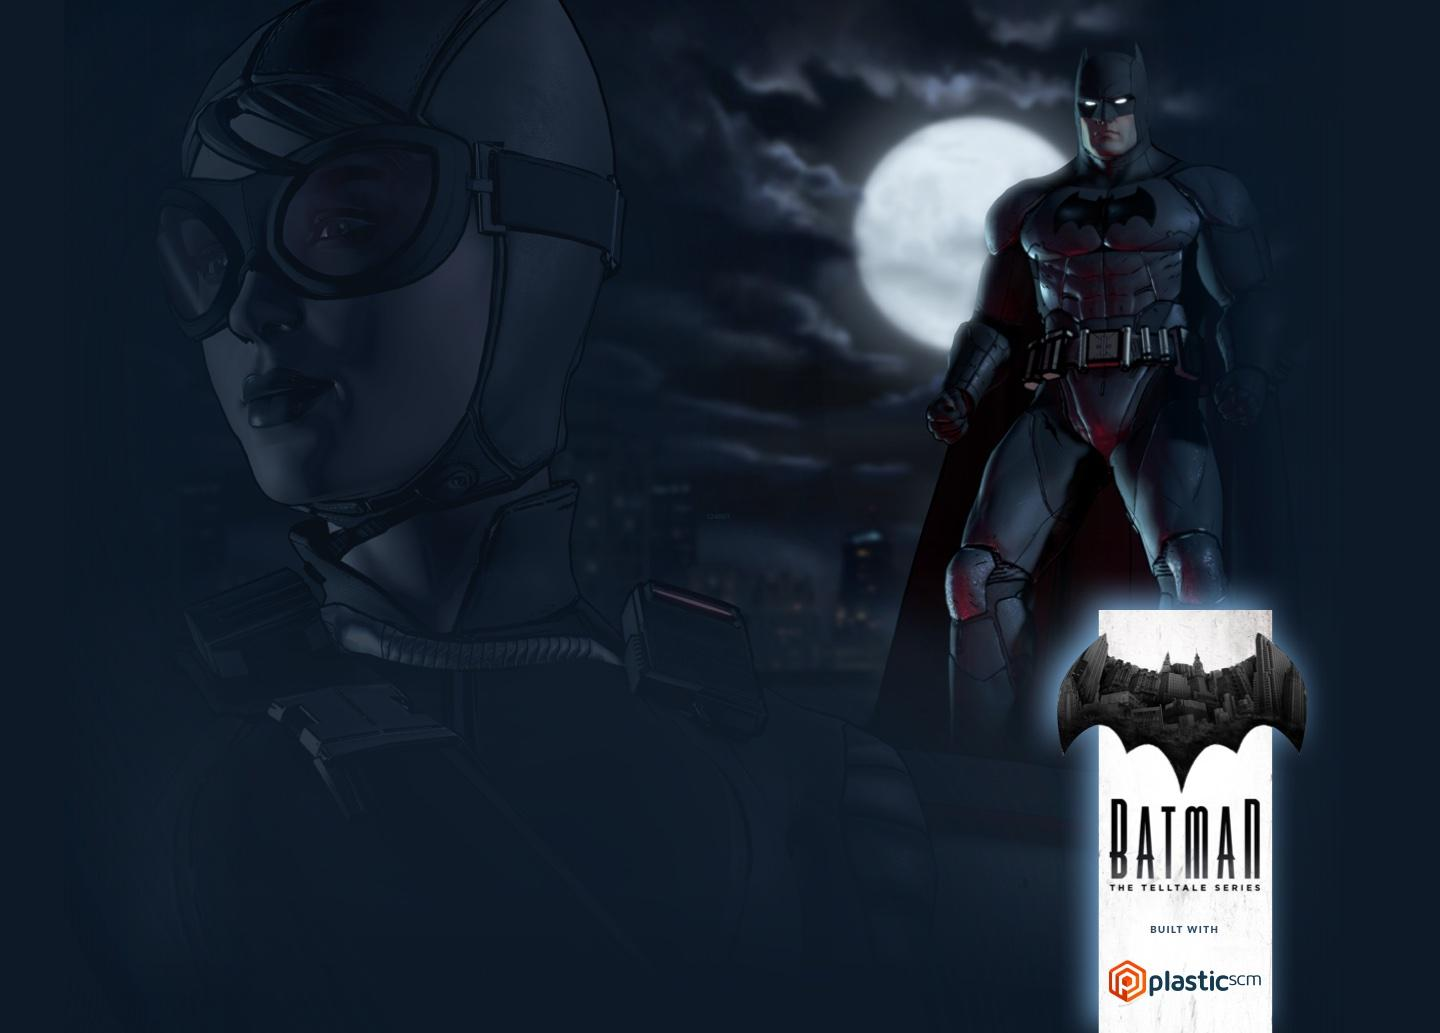 BATMAN
THE TELLTALE SERIES
BUILT WITH
plasticscm